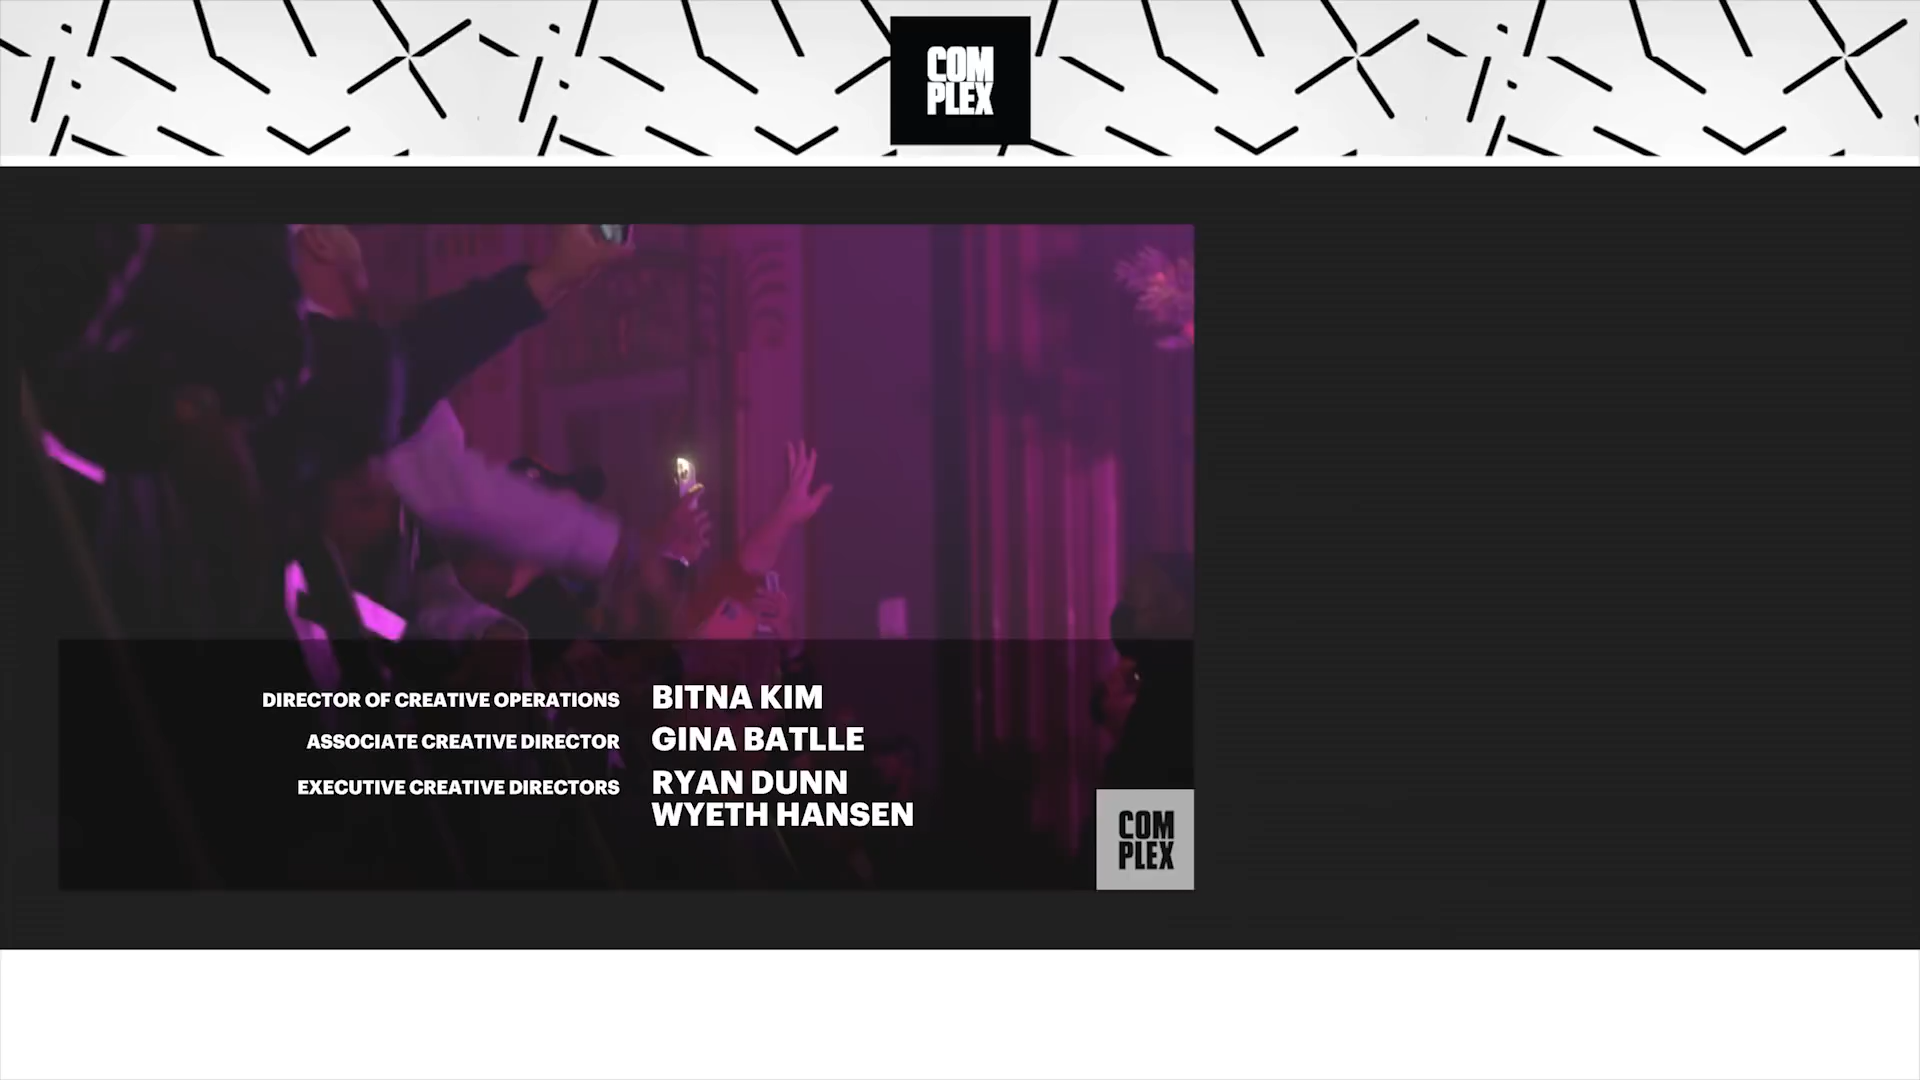 COM
PLEX
DIRECTOR OF CREATIVE OPERATIONS BITNA KIM
ASSOCIATE CREATIVE DIRECTOR GINA BATLLE
EXECUTIVE CREATIVE DIRECTORS RYAN DUNN
WYETH HANSEN
COM
PLEX